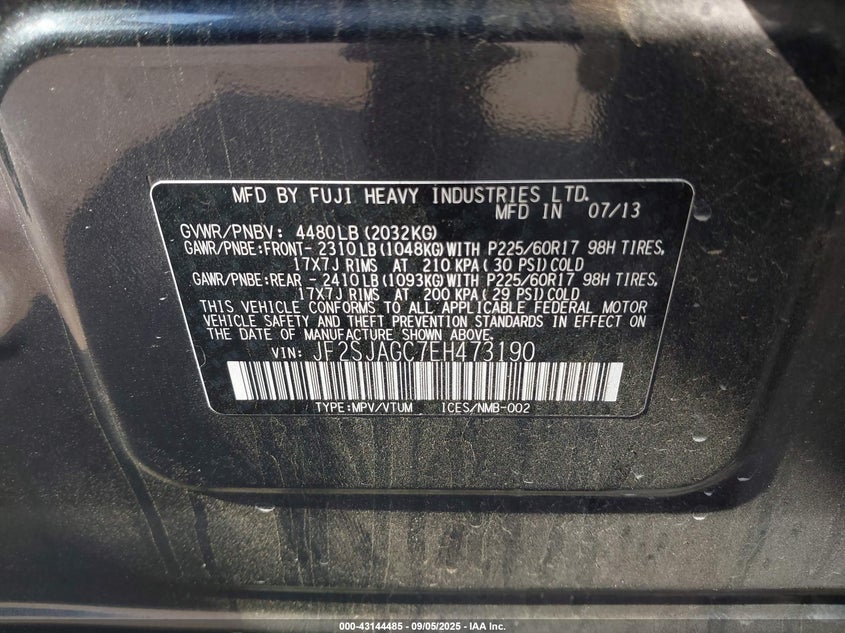 MFD BY FUJI HEAVY INDUSTRIES LTD.
MFD IN 07/13
GVWR/PNBV: 4480LB(2032KG)
GAWR/PNBE:FRONT- 2310LB(1048KG)WITH P225/60R17 98H TIRES,
17X7J RIMS AT 210 KPA(30 PSI)COLD
GAWR/PNBE:REAR -2410LB(1093KG)WITH P225/60R17 98H TIRES,
17X7J RIMS AT 200 KPA(29 PSI)COLD
THIS VEHICLE CONFORMS TO ALL APPLICABLE FEDERAL MOTOR
VEHICLE SAFETY AND THEFT PREVENTION STANDARDS IN EFFECT ON
THE DATE OF MANUFACTURE SHOWN ABOVE.
VIN: JF2SJAGC7EH473190
TYPE:MPV/VTUM ICES/NMB-002
000-43144485 - 09/05/2025 - IAA Inc.